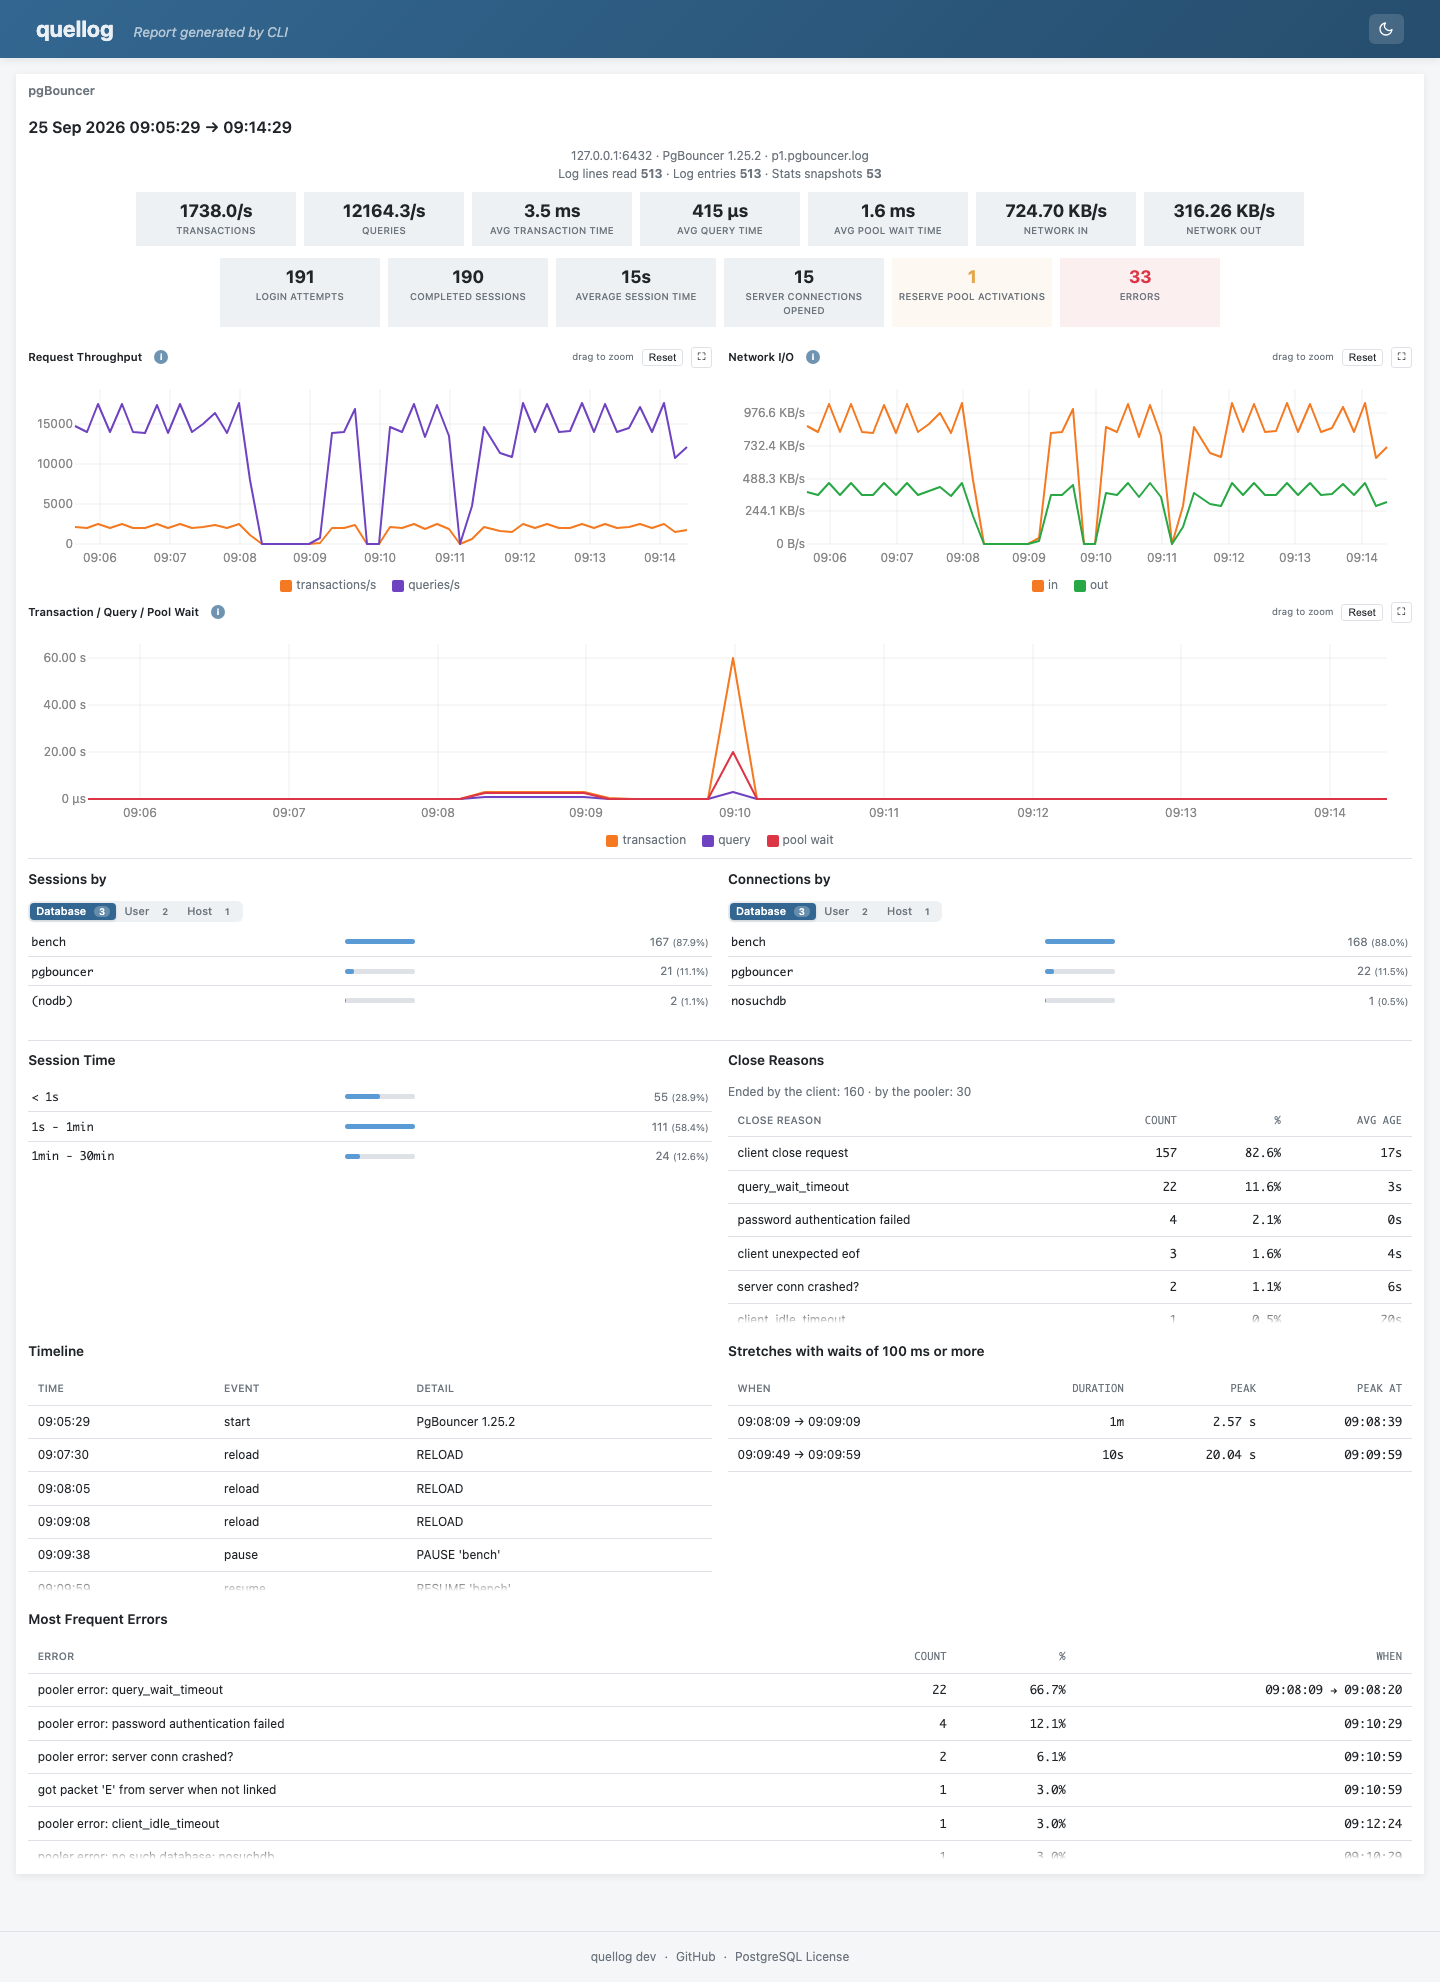 quellog Report generated by CLI
pgBouncer
25 Sep 2026 09:05:29 → 09:14:29
127.0.0.1:6432 · PgBouncer 1.25.2 · p1.pgbouncer.log
Log lines read 513 · Log entries 513 · Stats snapshots 53
1738.0/s 12164.3/s 3.5 ms 415 µs 1.6 ms 724.70 KB/s 316.26 KB/s
TRANSACTIONS QUERIES AVG TRANSACTION TIME AVG QUERY TIME AVG POOL WAIT TIME NETWORK IN NETWORK OUT
191 190 15s 15 1 33
LOGIN ATTEMPTS COMPLETED SESSIONS AVERAGE SESSION TIME SERVER CONNECTIONS OPENED RESERVE POOL ACTIVATIONS ERRORS
Request Throughput i drag to zoom Reset
15000
10000
5000
0
09:06 09:07 09:08 09:09 09:10 09:11 09:12 09:13 09:14
transactions/s queries/s
Network I/O i drag to zoom Reset
976.6 KB/s
732.4 KB/s
488.3 KB/s
244.1 KB/s
0 B/s
09:06 09:07 09:08 09:09 09:10 09:11 09:12 09:13 09:14
in out
Transaction / Query / Pool Wait i drag to zoom Reset
60.00 s
40.00 s
20.00 s
0 µs
09:06 09:07 09:08 09:09 09:10 09:11 09:12 09:13 09:14
transaction query pool wait
Sessions by
Database 3 User 2 Host 1
bench 167 (87.9%)
pgbouncer 21 (11.1%)
(nodb) 2 (1.1%)
Connections by
Database 3 User 2 Host 1
bench 168 (88.0%)
pgbouncer 22 (11.5%)
nosuchdb 1 (0.5%)
Session Time
< 1s 55 (28.9%)
1s - 1min 111 (58.4%)
1min - 30min 24 (12.6%)
Close Reasons
Ended by the client: 160 · by the pooler: 30
CLOSE REASON COUNT % AVG AGE
client close request 157 82.6% 17s
query_wait_timeout 22 11.6% 3s
password authentication failed 4 2.1% 0s
client unexpected eof 3 1.6% 4s
server conn crashed? 2 1.1% 6s
client_idle_timeout 1 0.5% 20s
Timeline
TIME EVENT DETAIL
09:05:29 start PgBouncer 1.25.2
09:07:30 reload RELOAD
09:08:05 reload RELOAD
09:09:08 reload RELOAD
09:09:38 pause PAUSE 'bench'
09:09:59 resume RESUME 'bench'
Stretches with waits of 100 ms or more
WHEN DURATION PEAK PEAK AT
09:08:09 → 09:09:09 1m 2.57 s 09:08:39
09:09:49 → 09:09:59 10s 20.04 s 09:09:59
Most Frequent Errors
ERROR COUNT % WHEN
pooler error: query_wait_timeout 22 66.7% 09:08:09 → 09:08:20
pooler error: password authentication failed 4 12.1% 09:10:29
pooler error: server conn crashed? 2 6.1% 09:10:59
got packet 'E' from server when not linked 1 3.0% 09:10:59
pooler error: client_idle_timeout 1 3.0% 09:12:24
pooler error: no such database: nosuchdb 1 3.0% 09:10:29
quellog dev · GitHub · PostgreSQL License